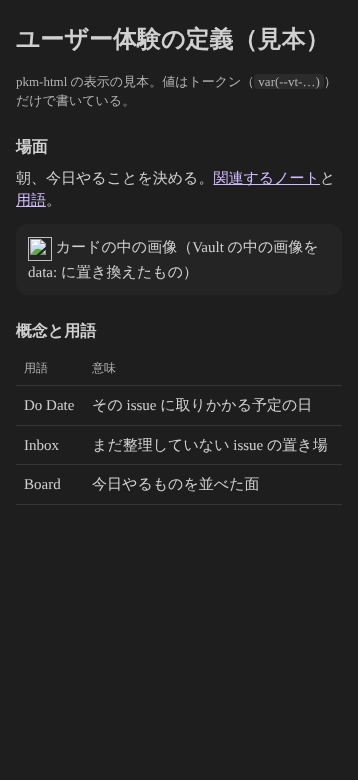 ユーザー体験の定義（見本）
pkm-html の表示の見本。値はトークン（ var(--vt-…) ）
だけで書いている。
場面
朝、今日やることを決める。関連するノートと
用語。
カードの中の画像（Vault の中の画像を
data: に置き換えたもの）
概念と用語
用語 意味
Do Date その issue に取りかかる予定の日
Inbox まだ整理していない issue の置き場
Board 今日やるものを並べた面